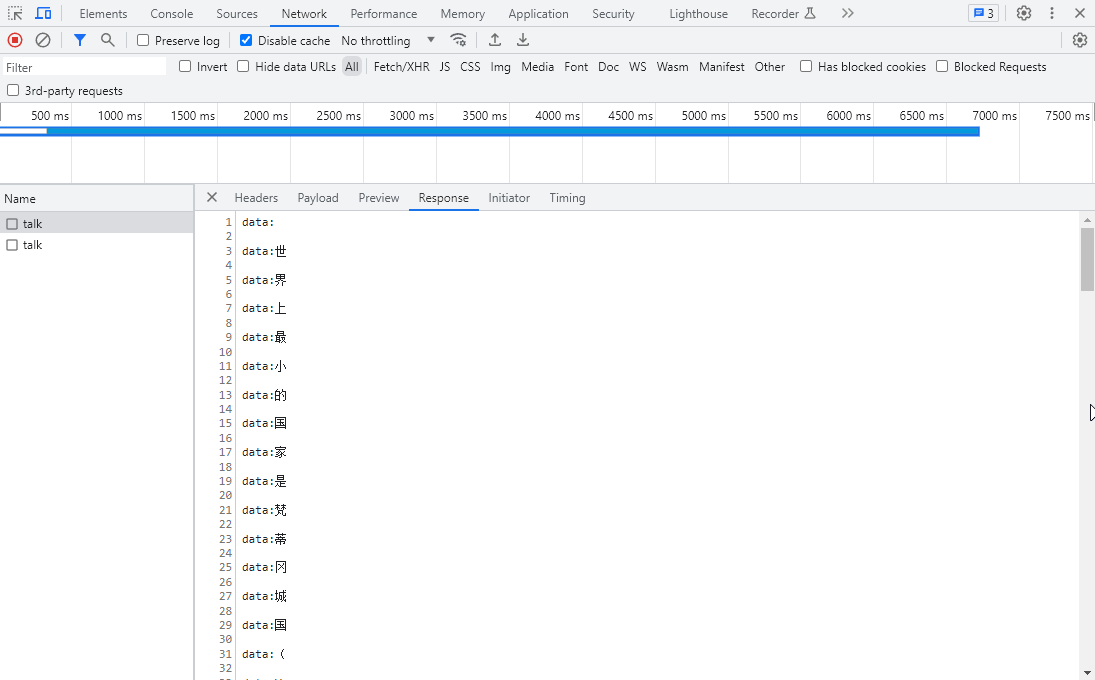 Elements Console Sources Network Performance Memory Application Security Lighthouse Recorder 3
Preserve log Disable cache No throttling
Filter Invert Hide data URLs All Fetch/XHR JS CSS Img Media Font Doc WS Wasm Manifest Other Has blocked cookies Blocked Requests
3rd-party requests
500 ms 1000 ms 1500 ms 2000 ms 2500 ms 3000 ms 3500 ms 4000 ms 4500 ms 5000 ms 5500 ms 6000 ms 6500 ms 7000 ms 7500 ms
Name
talk
talk
Headers Payload Preview Response Initiator Timing
1 data:
2
3 data:世
4
5 data:界
6
7 data:上
8
9 data:最
10
11 data:小
12
13 data:的
14
15 data:国
16
17 data:家
18
19 data:是
20
21 data:梵
22
23 data:蒂
24
25 data:冈
26
27 data:城
28
29 data:国
30
31 data:（
32